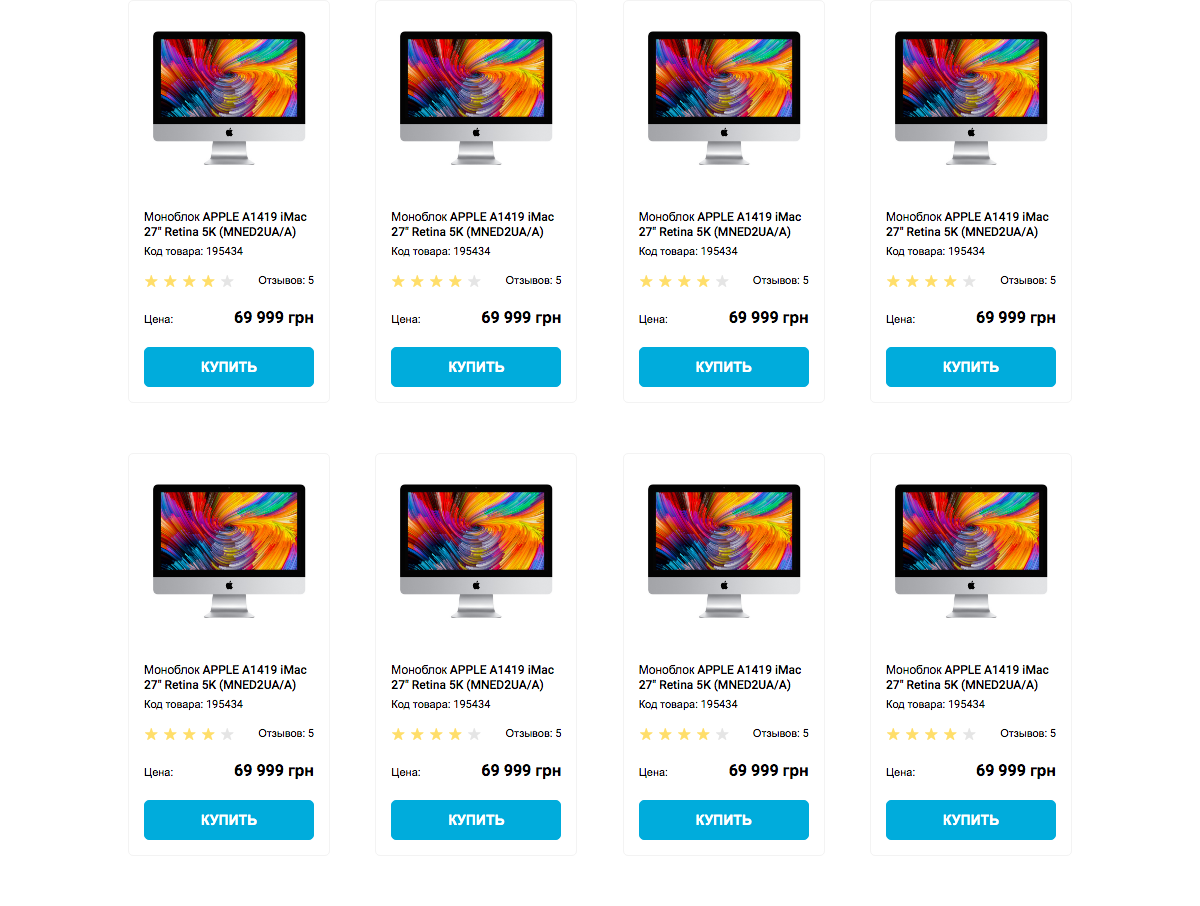 Моноблок APPLE A1419 iMac
27" Retina 5K (MNED2UA/A)
Код товара: 195434
Отзывов: 5
Цена: 69 999 грн
КУПИТЬ
Моноблок APPLE A1419 iMac
27" Retina 5K (MNED2UA/A)
Код товара: 195434
Отзывов: 5
Цена: 69 999 грн
КУПИТЬ
Моноблок APPLE A1419 iMac
27" Retina 5K (MNED2UA/A)
Код товара: 195434
Отзывов: 5
Цена: 69 999 грн
КУПИТЬ
Моноблок APPLE A1419 iMac
27" Retina 5K (MNED2UA/A)
Код товара: 195434
Отзывов: 5
Цена: 69 999 грн
КУПИТЬ
Моноблок APPLE A1419 iMac
27" Retina 5K (MNED2UA/A)
Код товара: 195434
Отзывов: 5
Цена: 69 999 грн
КУПИТЬ
Моноблок APPLE A1419 iMac
27" Retina 5K (MNED2UA/A)
Код товара: 195434
Отзывов: 5
Цена: 69 999 грн
КУПИТЬ
Моноблок APPLE A1419 iMac
27" Retina 5K (MNED2UA/A)
Код товара: 195434
Отзывов: 5
Цена: 69 999 грн
КУПИТЬ
Моноблок APPLE A1419 iMac
27" Retina 5K (MNED2UA/A)
Код товара: 195434
Отзывов: 5
Цена: 69 999 грн
КУПИТЬ